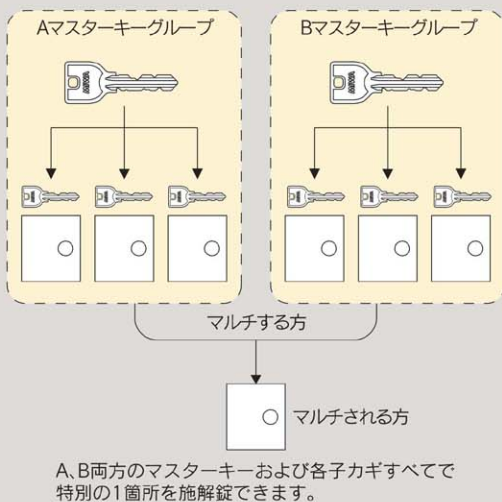 Aマスターキーグループ
Bマスターキーグループ
マルチする方
マルチされる方
A、B両方のマスターキーおよび各子カギすべてで
特別の1箇所を施解錠できます。